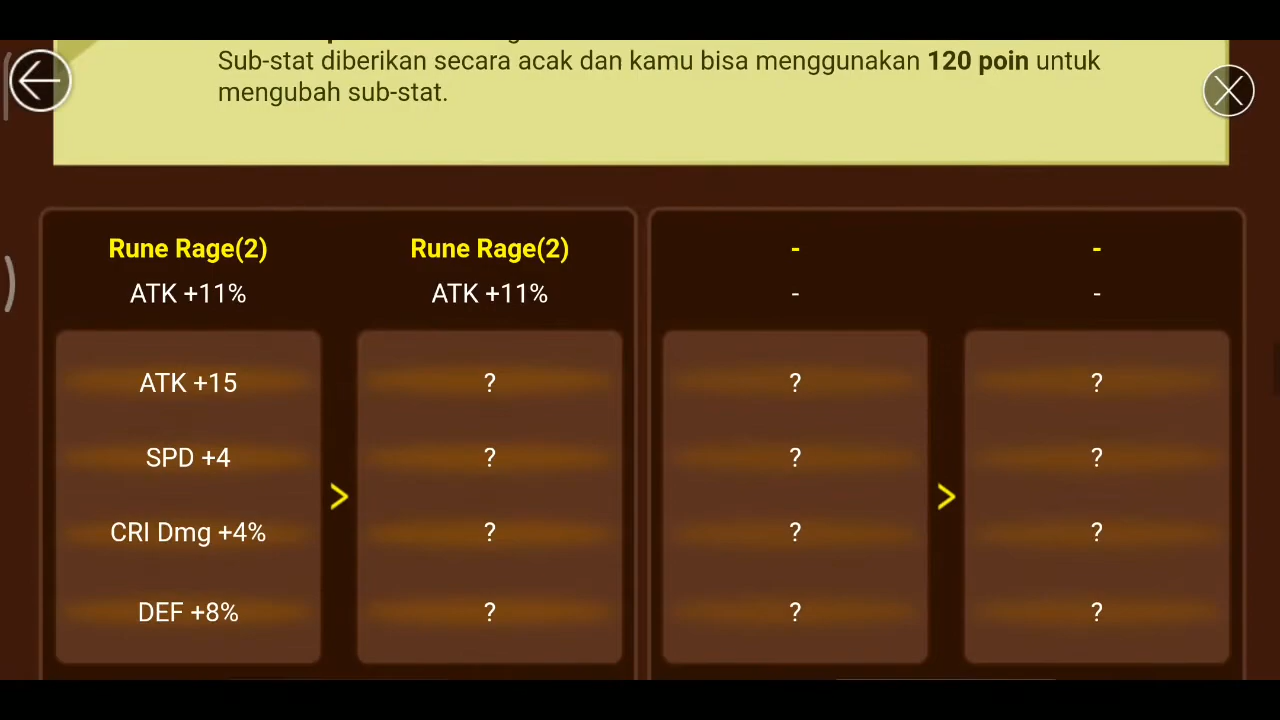 Sub-stat diberikan secara acak dan kamu bisa menggunakan 120 poin untuk
mengubah sub-stat.
Rune Rage(2)
ATK +11%
ATK +15
SPD +4
CRI Dmg +4%
DEF +8%
>
Rune Rage(2)
ATK +11%
?
?
?
?
-
-
?
?
?
?
>
-
-
?
?
?
?